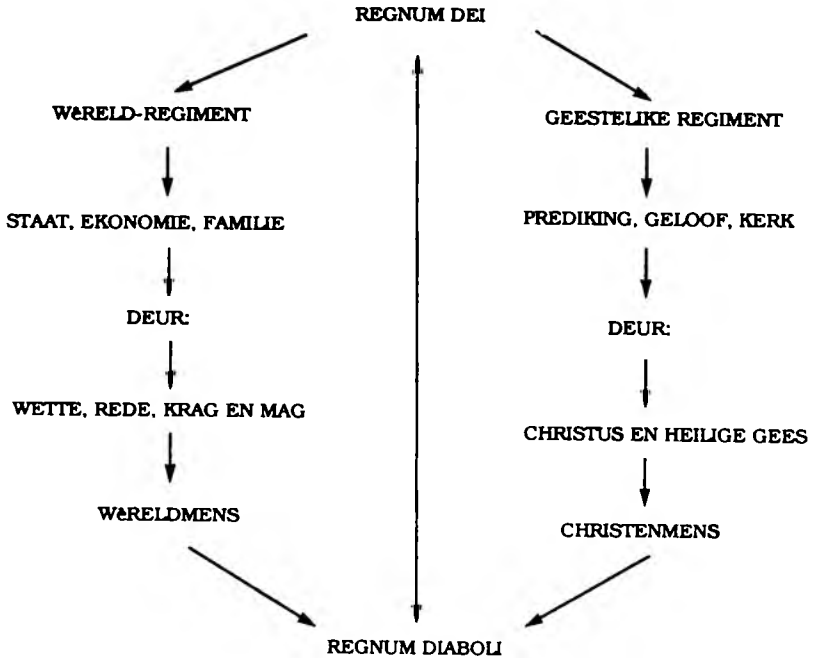 REGNUM DEI
WêRELD-REGIMENT
GEESTELIKE REGIMENT
STAAT, EKONOMIE, FAMILIE
PREDIKING, GELOOF, KERK
DEUR:
DEUR:
WETTE, REDE, KRAG EN MAG
CHRISTUS EN HEILIGE GEES
WêRELDMENS
CHRISTENMENS
REGNUM DIABOLI